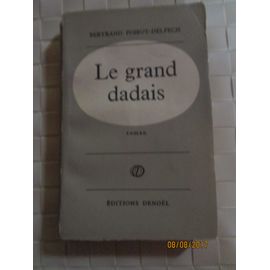 BERTRAND POIROT-DELPECH
Le grand
dadais
roman
ÉDITIONS DENOËL